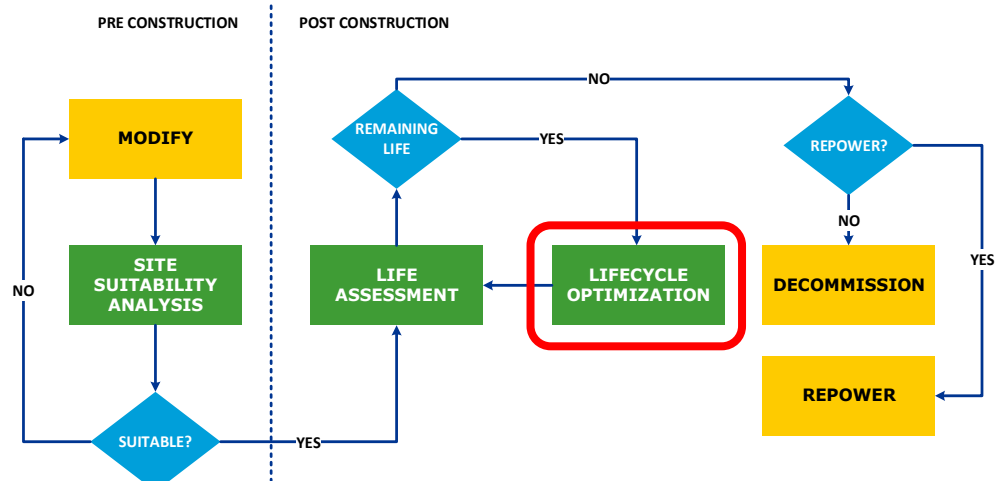 PRE CONSTRUCTION
POST CONSTRUCTION
NO
REMAINING
LIFE
YES
REPOWER?
MODIFY
NO
SITE
SUITABILITY
ANALYSIS
LIFE
ASSESSMENT
LIFECYCLE
OPTIMIZATION
DECOMMISSION
YES
NO
REPOWER
SUITABLE?
YES